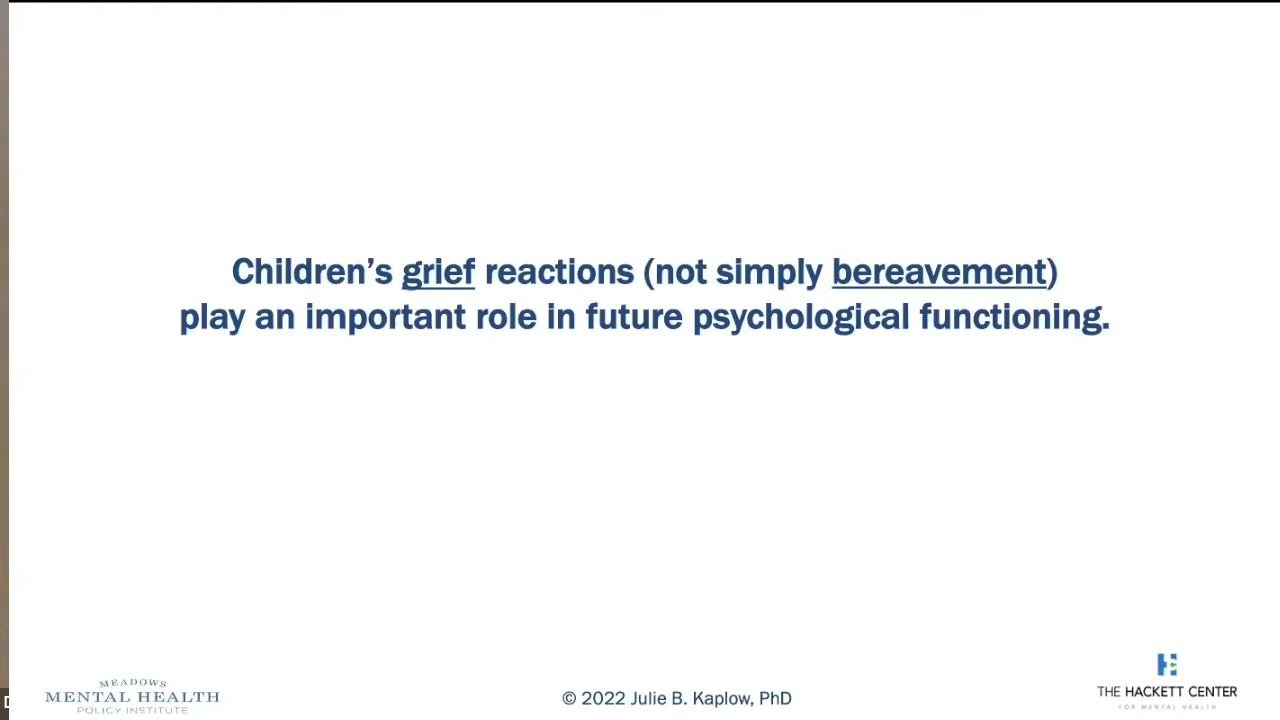 Children’s grief reactions (not simply bereavement)
play an important role in future psychological functioning.
MEADOWS
MENTAL HEALTH
POLICY INSTITUTE
© 2022 Julie B. Kaplow, PhD
THE HACKETT CENTER
FOR MENTAL HEALTH